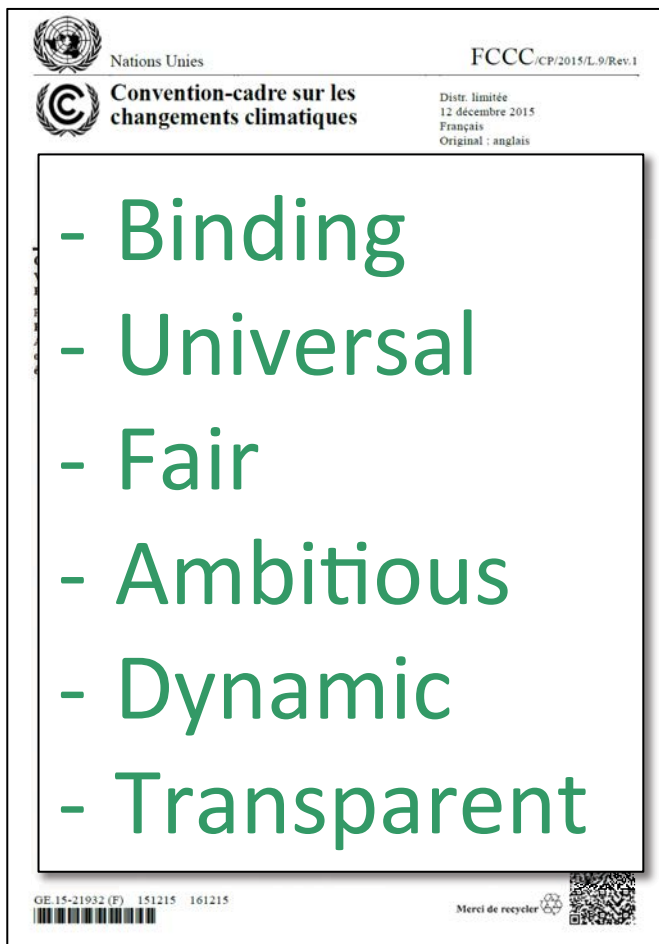 Nations Unies
FCCC/CP/2015/L.9/Rev.1
Convention-cadre sur les
changements climatiques
Distr. limitée
12 décembre 2015
Français
Original : anglais
- Binding
- Universal
- Fair
- Ambitious
- Dynamic
- Transparent
GE.15-21932 (F) 151215 161215
Merci de recycler